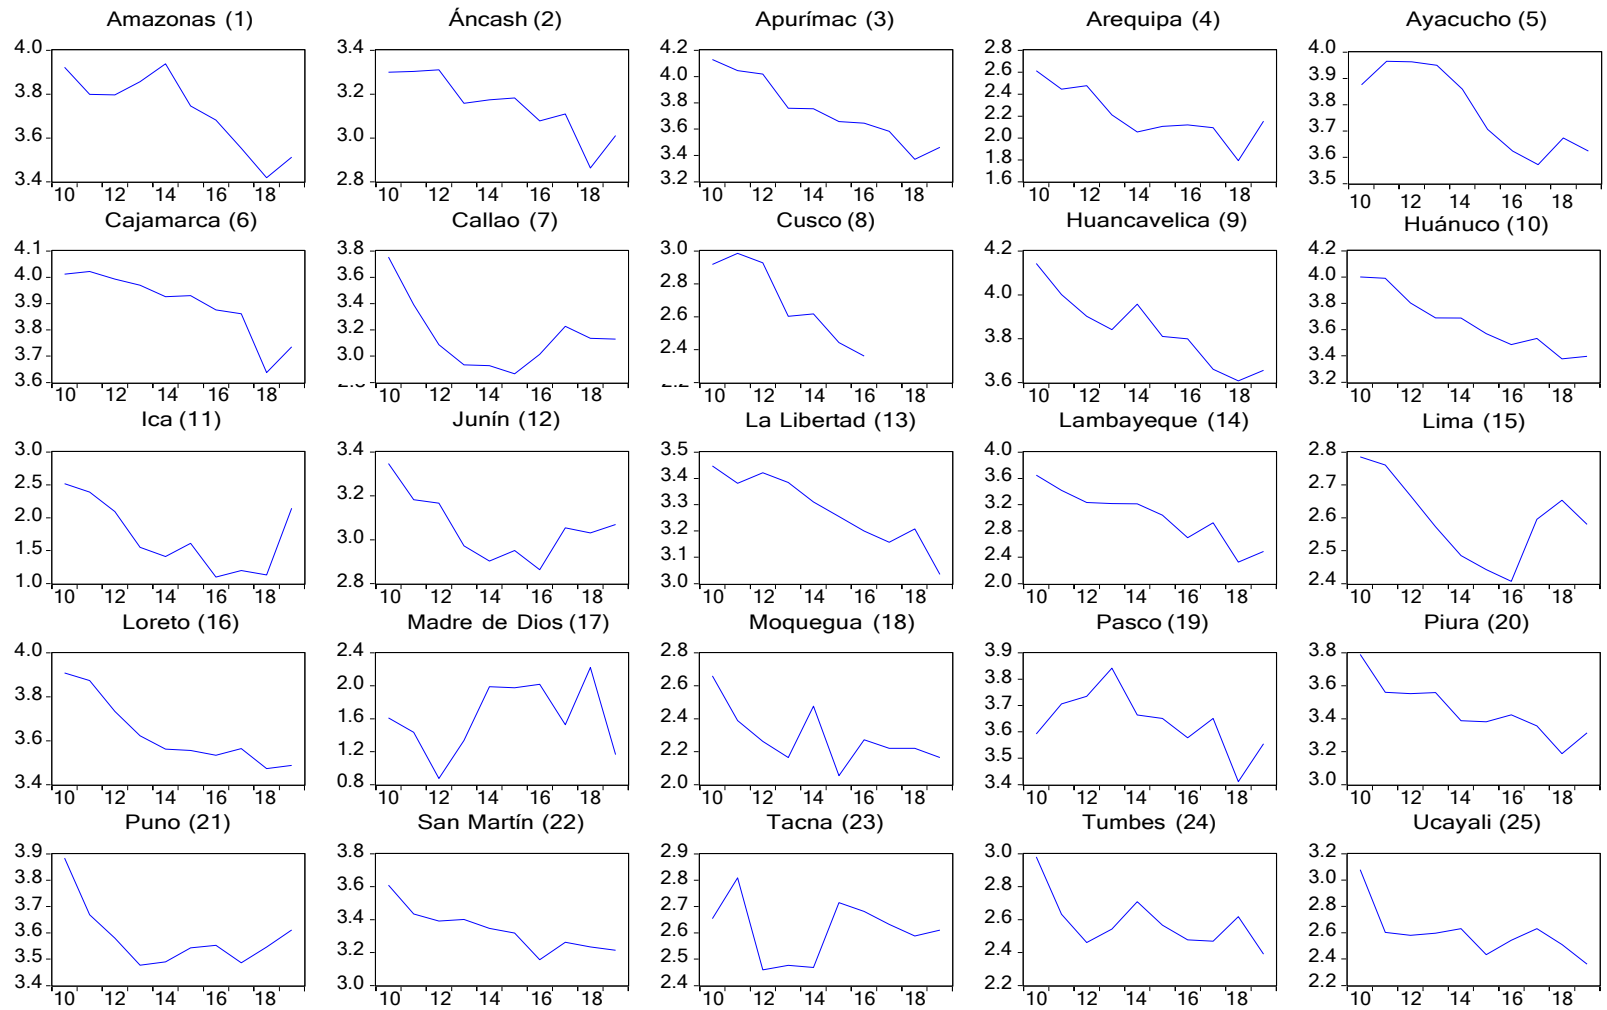 Amazonas (1)
4.0
3.8
3.6
3.4
10 12 14 16 18
Áncash (2)
3.4
3.2
3.0
2.8
10 12 14 16 18
Apurímac (3)
4.2
4.0
3.8
3.6
3.4
3.2
10 12 14 16 18
Arequipa (4)
2.8
2.6
2.4
2.2
2.0
1.8
1.6
10 12 14 16 18
Ayacucho (5)
4.0
3.9
3.8
3.7
3.6
3.5
10 12 14 16 18
Cajamarca (6)
4.1
4.0
3.9
3.8
3.7
3.6
10 12 14 16 18
Callao (7)
3.8
3.6
3.4
3.2
3.0
2.8
10 12 14 16 18
Cusco (8)
3.0
2.8
2.6
2.4
2.2
10 12 14 16 18
Huancavelica (9)
4.2
4.0
3.8
3.6
10 12 14 16 18
Huánuco (10)
4.2
4.0
3.8
3.6
3.4
3.2
10 12 14 16 18
Ica (11)
3.0
2.5
2.0
1.5
1.0
10 12 14 16 18
Junín (12)
3.4
3.2
3.0
2.8
10 12 14 16 18
La Libertad (13)
3.5
3.4
3.3
3.2
3.1
3.0
10 12 14 16 18
Lambayeque (14)
4.0
3.6
3.2
2.8
2.4
2.0
10 12 14 16 18
Lima (15)
2.8
2.7
2.6
2.5
2.4
10 12 14 16 18
Loreto (16)
4.0
3.8
3.6
3.4
10 12 14 16 18
Madre de Dios (17)
2.4
2.0
1.6
1.2
0.8
10 12 14 16 18
Moquegua (18)
2.8
2.6
2.4
2.2
2.0
10 12 14 16 18
Pasco (19)
3.9
3.8
3.7
3.6
3.5
3.4
10 12 14 16 18
Piura (20)
3.8
3.6
3.4
3.2
3.0
10 12 14 16 18
Puno (21)
3.9
3.8
3.7
3.6
3.5
3.4
10 12 14 16 18
San Martín (22)
3.8
3.6
3.4
3.2
3.0
10 12 14 16 18
Tacna (23)
2.9
2.8
2.7
2.6
2.5
2.4
10 12 14 16 18
Tumbes (24)
3.0
2.8
2.6
2.4
2.2
10 12 14 16 18
Ucayali (25)
3.2
3.0
2.8
2.6
2.4
2.2
10 12 14 16 18